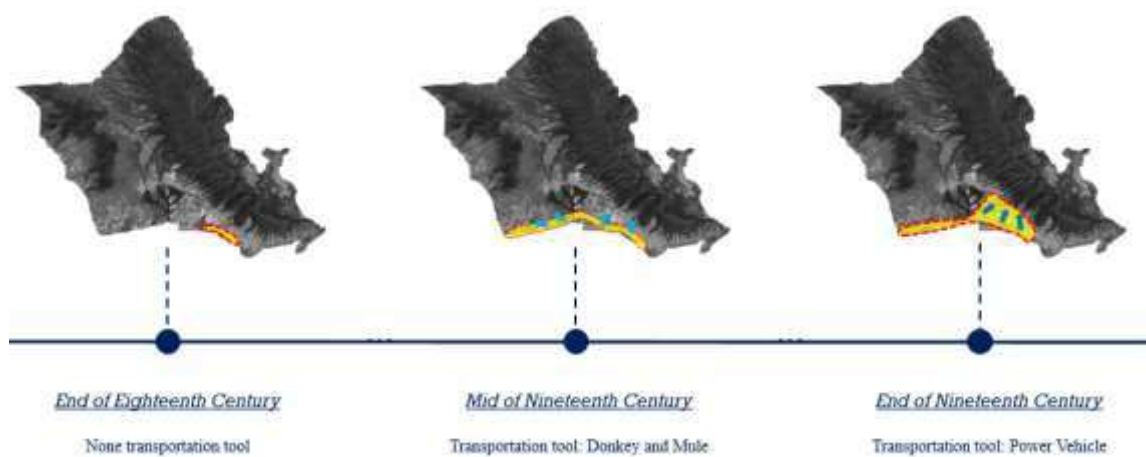 End of Eighteenth Century
Mid of Nineteenth Century
End of Nineteenth Century
None transportation tool
Transportation tool: Donkey and Mule
Transportation tool: Power Vehicle